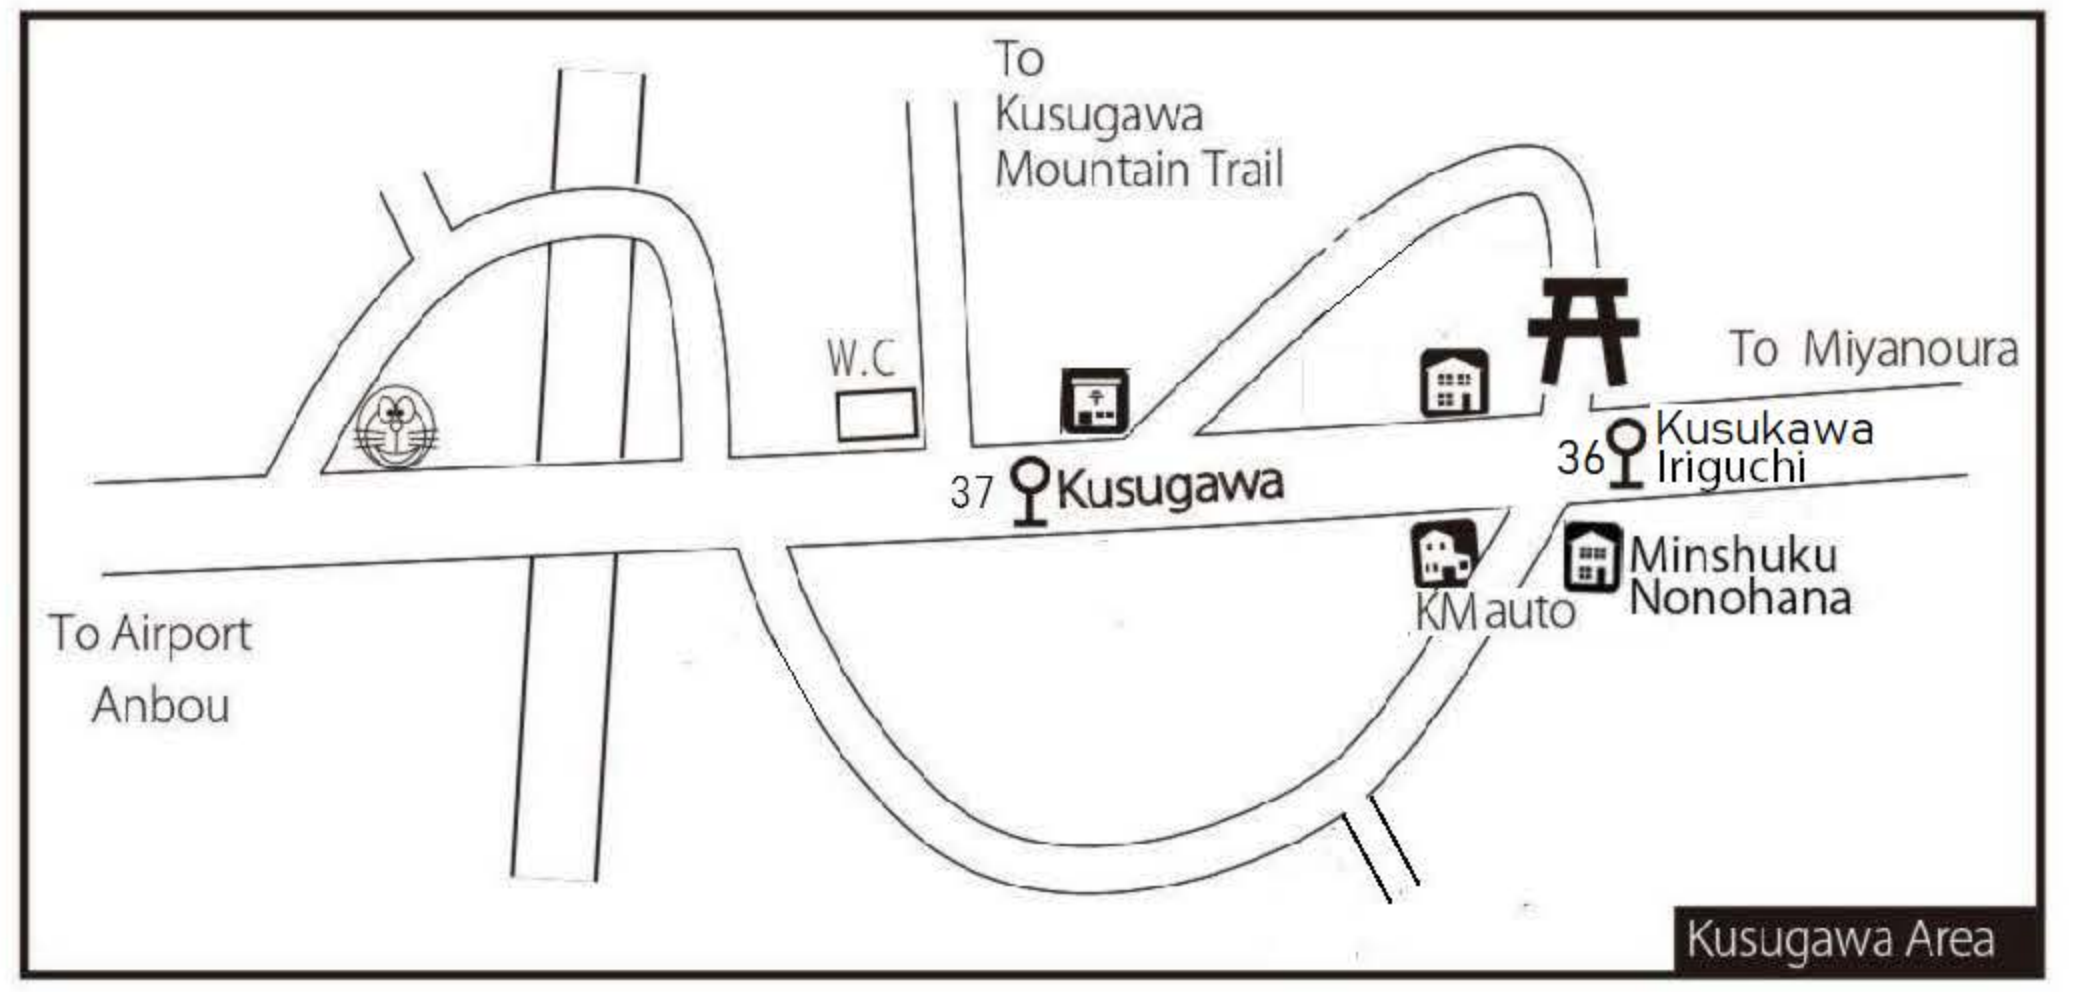 To
Kusugawa
Mountain Trail
W.C
To Miyanoura
37 Kusugawa
36 Kusukawa
Iriguchi
KM auto
Minshuku
Nonohana
To Airport
Anbou
Kusugawa Area